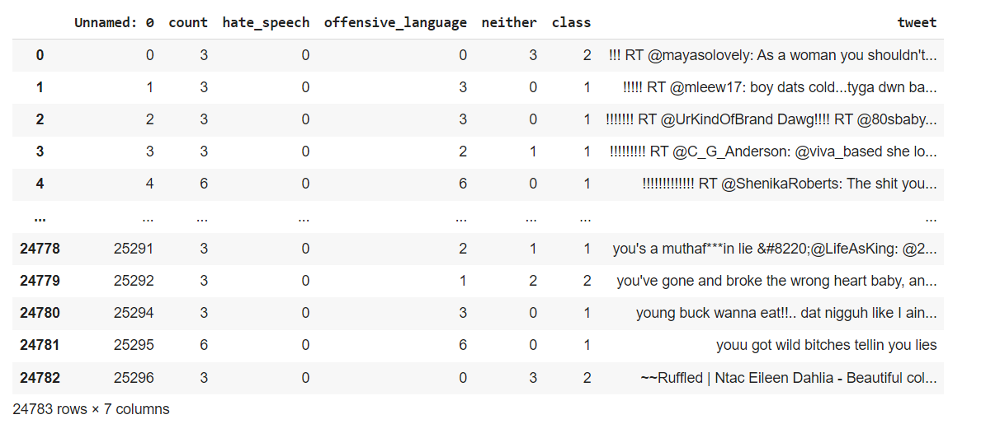 Unnamed: 0 count hate_speech offensive_language neither class tweet
0 0 3 0 0 3 2 !!! RT @mayasolovely: As a woman you shouldn't...
1 1 3 0 3 0 1 !!!!! RT @mleew17: boy dats cold...tyga dwn ba...
2 2 3 0 3 0 1 !!!!!!! RT @UrKindOfBrand Dawg!!!! RT @80sbaby...
3 3 3 0 2 1 1 !!!!!!!!! RT @C_G_Anderson: @viva_based she lo...
4 4 6 0 6 0 1 !!!!!!!!!!!!! RT @ShenikaRoberts: The shit you...
... ... ... ... ... ... ... ...
24778 25291 3 0 2 1 1 you's a muthaf***in lie &#8220;@LifeAsKing: @2...
24779 25292 3 0 1 2 2 you've gone and broke the wrong heart baby, an...
24780 25294 3 0 3 0 1 young buck wanna eat!!.. dat nigguh like I ain...
24781 25295 6 0 6 0 1 youu got wild bitches tellin you lies
24782 25296 3 0 0 3 2 ~~Ruffled | Ntac Eileen Dahlia - Beautiful col...
24783 rows × 7 columns